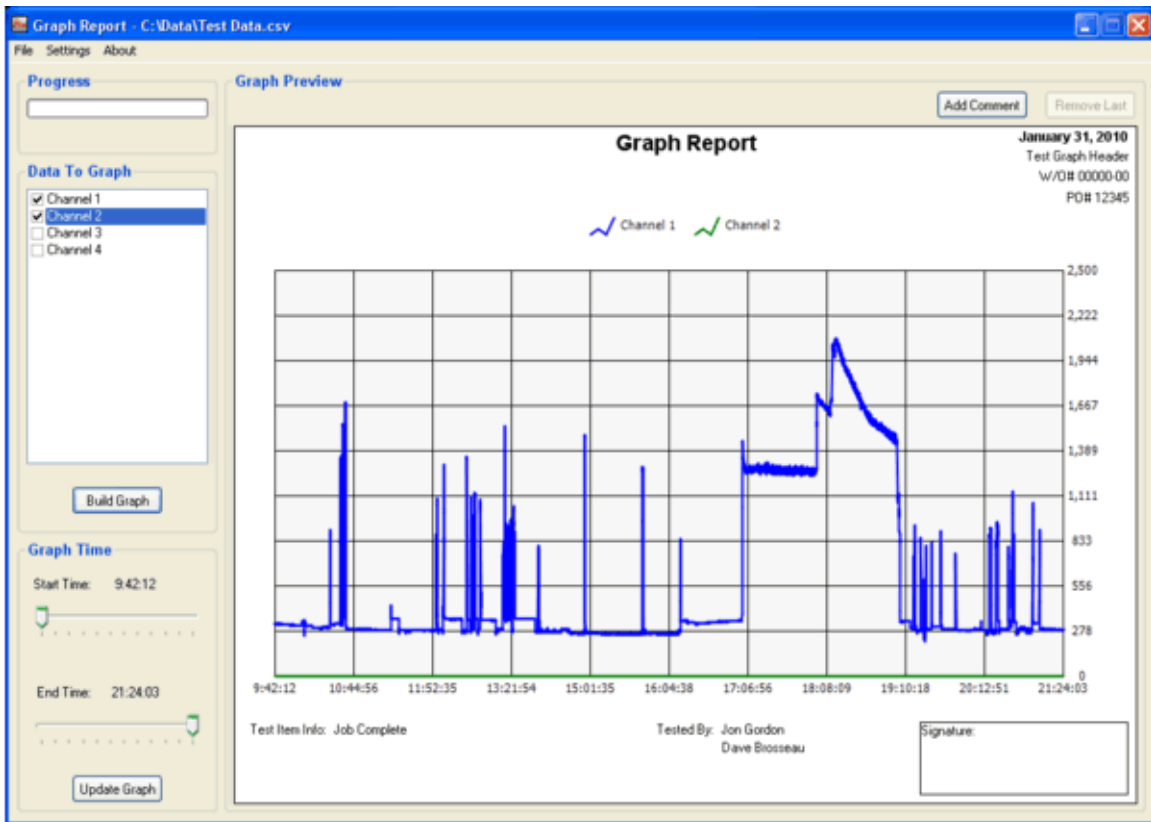 Graph Report - C:\Data\Test Data.csv
File Settings About
Progress
Data To Graph
Channel 1
Channel 2
Channel 3
Channel 4
Build Graph
Graph Time
Start Time: 9:42:12
End Time: 21:24:03
Update Graph
Graph Preview
Add Comment Remove Last
Graph Report
January 31, 2010
Test Graph Header
W/O# 00000-00
PO# 12345
Channel 1 Channel 2
2,500
2,222
1,944
1,667
1,389
1,111
833
556
278
0
9:42:12 10:44:56 11:52:35 13:21:54 15:01:35 16:04:38 17:06:56 18:08:09 19:10:18 20:12:51 21:24:03
Test Item Info: Job Complete
Tested By: Jon Gordon
Dave Brosseau
Signature: